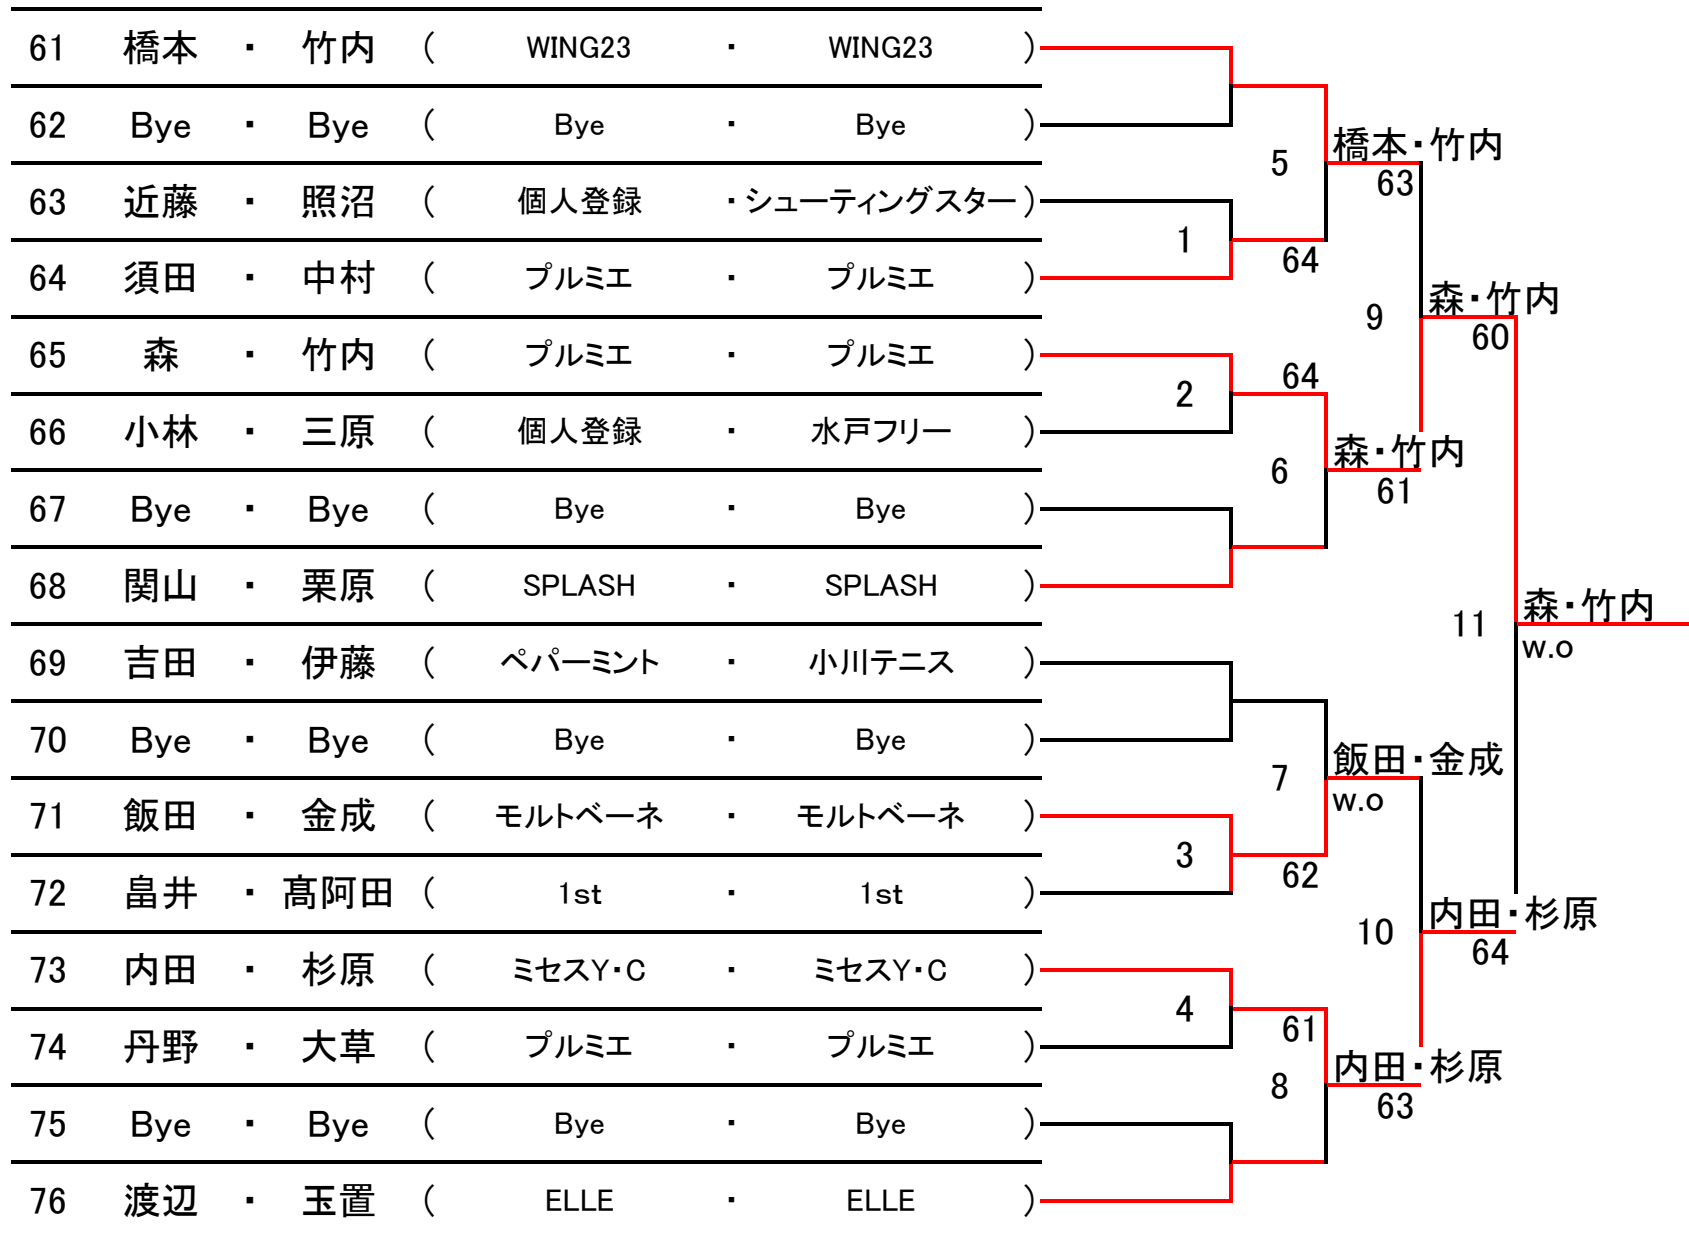 61 橋本 ・ 竹内 ( WING23 ・ WING23 )
62 Bye ・ Bye ( Bye ・ Bye )
橋本・竹内
5
63
63 近藤 ・ 照沼 ( 個人登録 ・ シューティングスター )
1
64
64 須田 ・ 中村 ( プルミエ ・ プルミエ )
森・竹内
9
60
65 森 ・ 竹内 ( プルミエ ・ プルミエ )
64
2
66 小林 ・ 三原 ( 個人登録 ・ 水戸フリー )
森・竹内
6
61
67 Bye ・ Bye ( Bye ・ Bye )
68 関山 ・ 栗原 ( SPLASH ・ SPLASH )
森・竹内
11
w.o
69 吉田 ・ 伊藤 ( ペパーミント ・ 小川テニス )
70 Bye ・ Bye ( Bye ・ Bye )
飯田・金成
7
w.o
71 飯田 ・ 金成 ( モルトベーネ ・ モルトベーネ )
3
62
72 畠井 ・ 髙阿田 ( 1st ・ 1st )
内田・杉原
10
64
73 内田 ・ 杉原 ( ミセスY・C ・ ミセスY・C )
4
61
74 丹野 ・ 大草 ( プルミエ ・ プルミエ )
内田・杉原
8
63
75 Bye ・ Bye ( Bye ・ Bye )
76 渡辺 ・ 玉置 ( ELLE ・ ELLE )